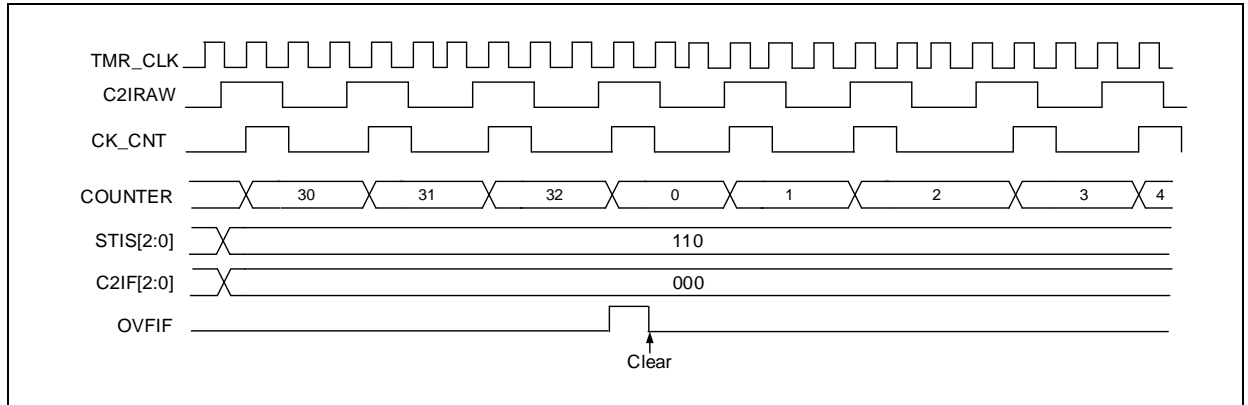 TMR_CLK
C2IRAW
CK_CNT
COUNTER 30 31 32 0 1 2 3 4
STIS[2:0] 110
C2IF[2:0] 000
OVFIF
Clear